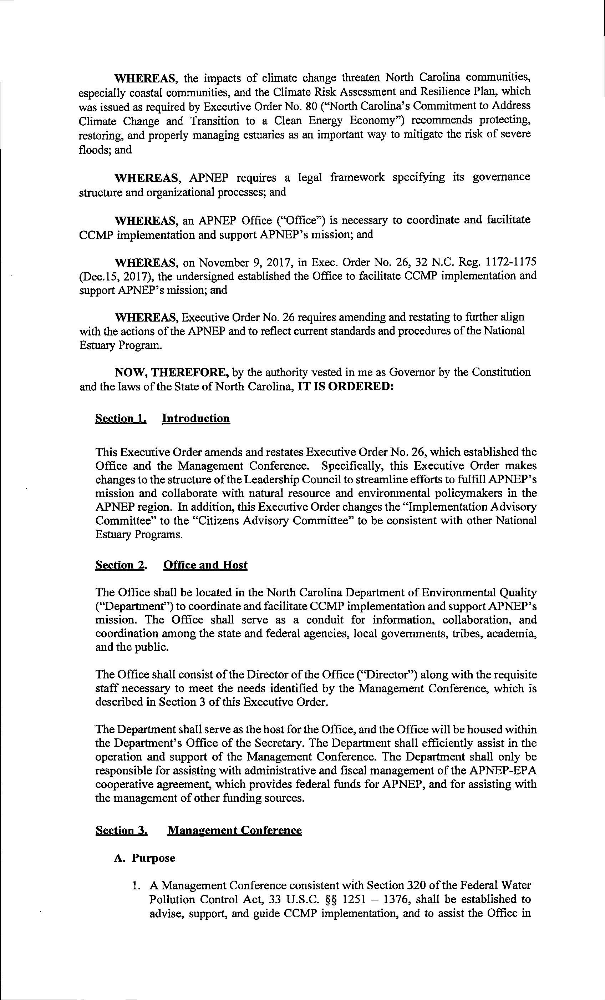 WHEREAS, the impacts of climate change threaten North Carolina communities,
especially coastal communities, and the Climate Risk Assessment and Resilience Plan, which
was issued as required by Executive Order No. 80 (“North Carolina’s Commitment to Address
Climate Change and Transition to a Clean Energy Economy”) recommends protecting,
restoring, and properly managing estuaries as an important way to mitigate the risk of severe
floods; and
WHEREAS, APNEP requires a legal framework specifying its governance
structure and organizational processes; and
WHEREAS, an APNEP Office (“Office”) is necessary to coordinate and facilitate
CCMP implementation and support APNEP’s mission; and
WHEREAS, on November 9, 2017, in Exec. Order No. 26, 32 N.C. Reg. 1172-1175
(Dec.15, 2017), the undersigned established the Office to facilitate CCMP implementation and
support APNEP’s mission; and
WHEREAS, Executive Order No. 26 requires amending and restating to further align
with the actions of the APNEP and to reflect current standards and procedures of the National
Estuary Program.
NOW, THEREFORE, by the authority vested in me as Governor by the Constitution
and the laws of the State of North Carolina, IT IS ORDERED:
Section 1. Introduction
This Executive Order amends and restates Executive Order No. 26, which established the
Office and the Management Conference. Specifically, this Executive Order makes
changes to the structure of the Leadership Council to streamline efforts to fulfill APNEP’s
mission and collaborate with natural resource and environmental policymakers in the
APNEP region. In addition, this Executive Order changes the “Implementation Advisory
Committee” to the “Citizens Advisory Committee” to be consistent with other National
Estuary Programs.
Section 2. Office and Host
The Office shall be located in the North Carolina Department of Environmental Quality
(“Department”) to coordinate and facilitate CCMP implementation and support APNEP’s
mission. The Office shall serve as a conduit for information, collaboration, and
coordination among the state and federal agencies, local governments, tribes, academia,
and the public.
The Office shall consist of the Director of the Office (“Director”) along with the requisite
staff necessary to meet the needs identified by the Management Conference, which is
described in Section 3 of this Executive Order.
The Department shall serve as the host for the Office, and the Office will be housed within
the Department’s Office of the Secretary. The Department shall efficiently assist in the
operation and support of the Management Conference. The Department shall only be
responsible for assisting with administrative and fiscal management of the APNEP-EPA
cooperative agreement, which provides federal funds for APNEP, and for assisting with
the management of other funding sources.
Section 3. Management Conference
A. Purpose
1. A Management Conference consistent with Section 320 of the Federal Water
Pollution Control Act, 33 U.S.C. §§ 1251 – 1376, shall be established to
advise, support, and guide CCMP implementation, and to assist the Office in